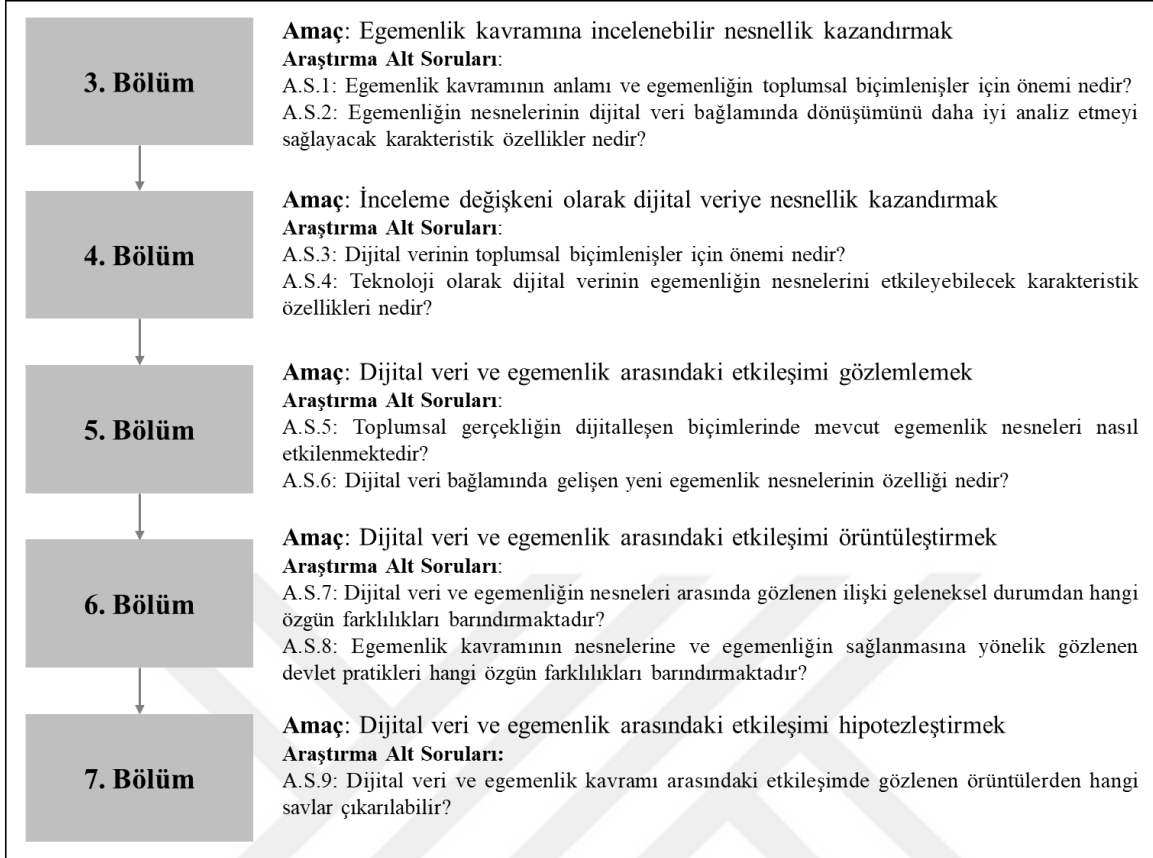 3. Bölüm
Amaç: Egemenlik kavramına incelenebilir nesnellik kazandırmak
Araştırma Alt Soruları:
A.S.1: Egemenlik kavramının anlamı ve egemenliğin toplumsal biçimlenişler için önemi nedir?
A.S.2: Egemenliğin nesnelerinin dijital veri bağlamında dönüşümünü daha iyi analiz etmeyi
sağlayacak karakteristik özellikler nedir?
4. Bölüm
Amaç: İnceleme değişkeni olarak dijital veriye nesnellik kazandırmak
Araştırma Alt Soruları:
A.S.3: Dijital verinin toplumsal biçimlenişler için önemi nedir?
A.S.4: Teknoloji olarak dijital verinin egemenliğin nesnelerini etkileyebilecek karakteristik
özellikleri nedir?
5. Bölüm
Amaç: Dijital veri ve egemenlik arasındaki etkileşimi gözlemlemek
Araştırma Alt Soruları:
A.S.5: Toplumsal gerçekliğin dijitalleşen biçimlerinde mevcut egemenlik nesneleri nasıl
etkilenmektedir?
A.S.6: Dijital veri bağlamında gelişen yeni egemenlik nesnelerinin özelliği nedir?
6. Bölüm
Amaç: Dijital veri ve egemenlik arasındaki etkileşimi örüntüleştirmek
Araştırma Alt Soruları:
A.S.7: Dijital veri ve egemenliğin nesneleri arasında gözlenen ilişki geleneksel durumdan hangi
özgün farklılıkları barındırmaktadır?
A.S.8: Egemenlik kavramının nesnelerine ve egemenliğin sağlanmasına yönelik gözlenen
devlet pratikleri hangi özgün farklılıkları barındırmaktadır?
7. Bölüm
Amaç: Dijital veri ve egemenlik arasındaki etkileşimi hipotezleştirmek
Araştırma Alt Soruları:
A.S.9: Dijital veri ve egemenlik kavramı arasındaki etkileşimde gözlenen örüntülerden hangi
savlar çıkarılabilir?